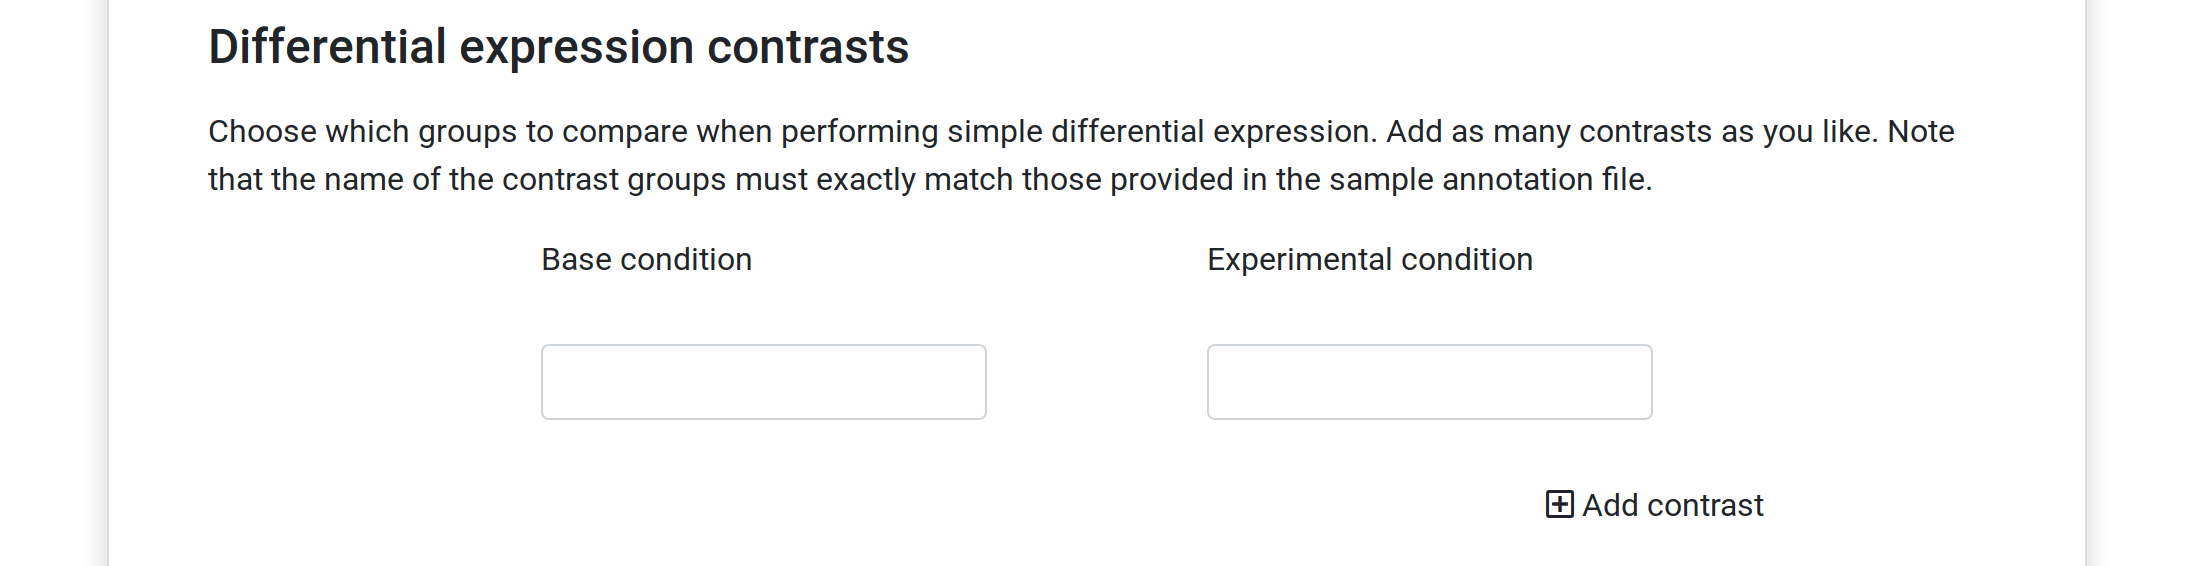 Differential expression contrasts
Choose which groups to compare when performing simple differential expression. Add as many contrasts as you like. Note
that the name of the contrast groups must exactly match those provided in the sample annotation file.
Base condition
Experimental condition
Add contrast